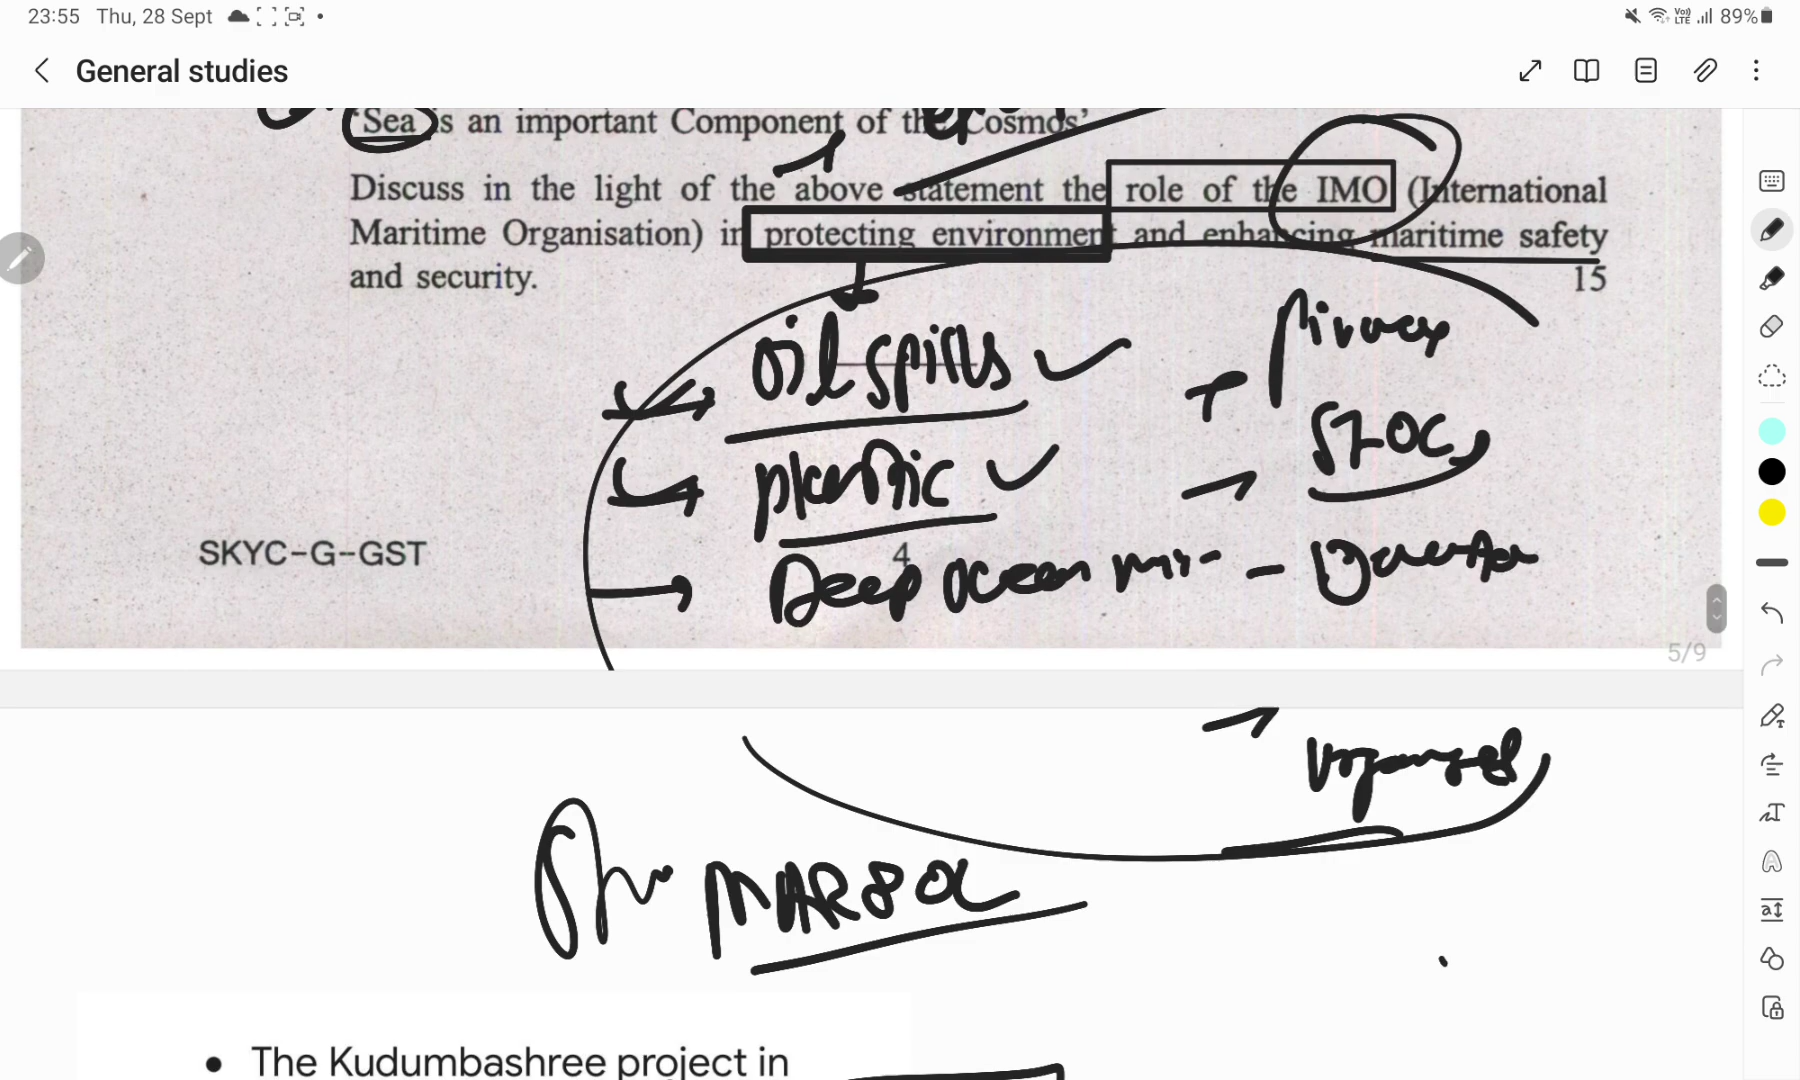 23:55 Thu, 28 Sept
89%
General studies
'Sea is an important Component of the Cosmos'
Discuss in the light of the above statement the role of the IMO (International
Maritime Organisation) in protecting environment and enhancing maritime safety
and security.
15
oil spills
Piracy
plastic
SLOC
SKYC-G-GST
4
Deep ocean
5/9
The Kudumbashree project in